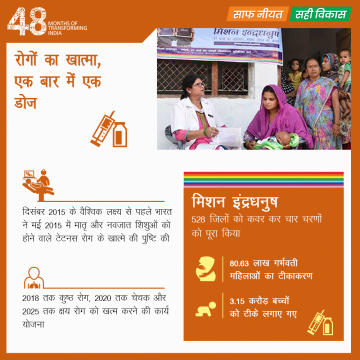 48 MONTHS OF
TRANSFORMING
INDIA
साफ नीयत सही विकास
रोगों का खात्मा,
एक बार में एक
डोज
मिशन इंद्रधनुष
दिसंबर 2015 के वैश्विक लक्ष्य से पहले भारत
ने मई 2015 में मातृ और नवजात शिशुओं को
होने वाले टेटनस रोग के खात्मे की पुष्टि की
2018 तक कुष्ठ रोग, 2020 तक चेचक और
2025 तक क्षय रोग को खत्म करने की कार्य
योजना
मिशन इंद्रधनुष
528 जिलों को कवर कर चार चरणों
को पूरा किया
80.63 लाख गर्भवती
महिलाओं का टीकाकरण
3.15 करोड़ बच्चों
को टीके लगाए गए